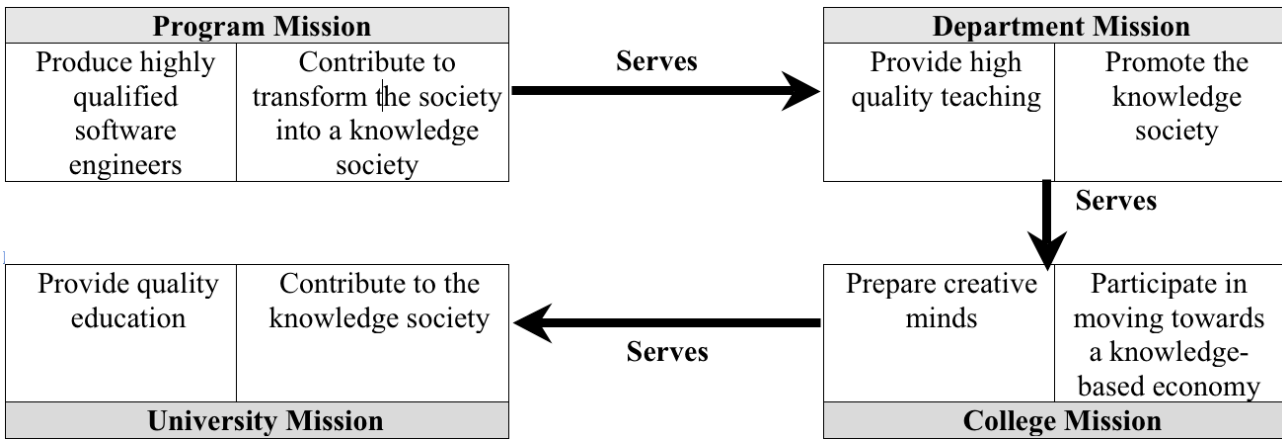 Program Mission
Produce highly
qualified
software
engineers
Contribute to
transform the society
into a knowledge
society
Serves
Department Mission
Provide high
quality teaching
Promote the
knowledge
society
Serves
Prepare creative
minds
Participate in
moving towards
a knowledge-
based economy
College Mission
Serves
Provide quality
education
Contribute to the
knowledge society
University Mission